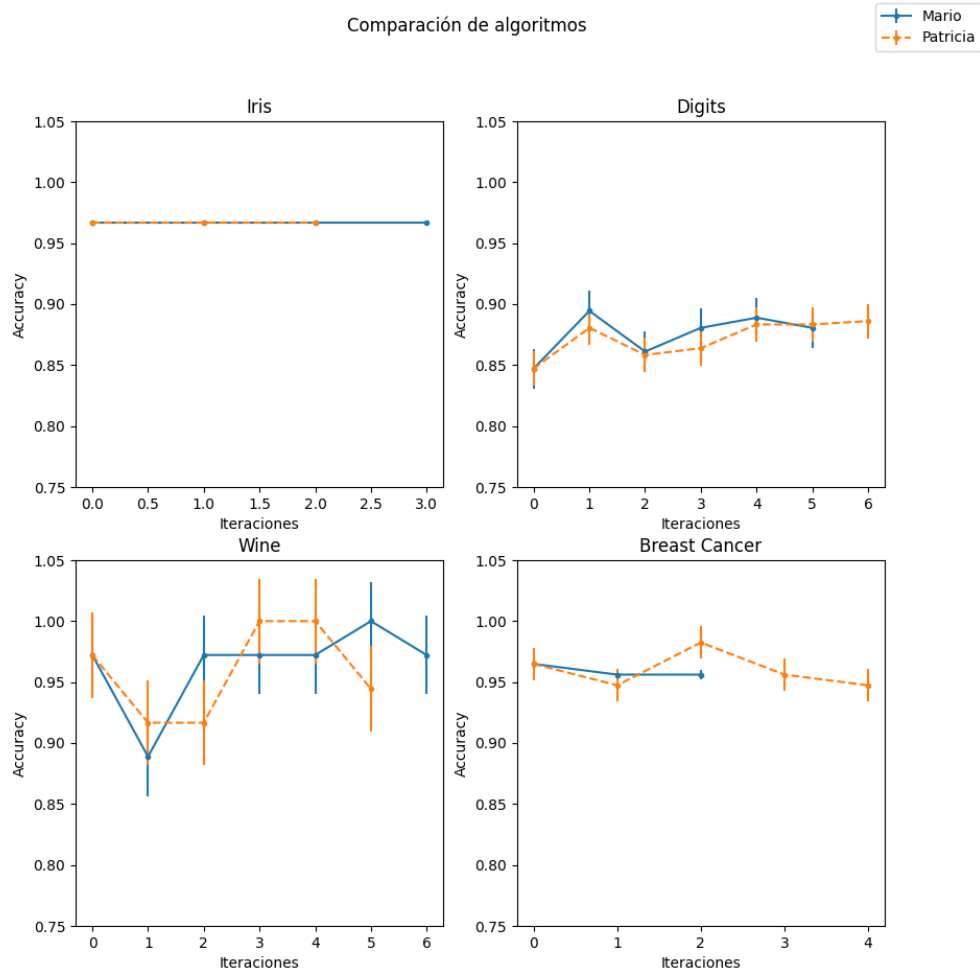 Comparación de algoritmos
Mario
Patricia
Iris
Accuracy
1.05
1.00
0.95
0.90
0.85
0.80
0.75
0.0 0.5 1.0 1.5 2.0 2.5 3.0
Iteraciones
Digits
Accuracy
1.05
1.00
0.95
0.90
0.85
0.80
0.75
0 1 2 3 4 5 6
Iteraciones
Wine
Accuracy
1.05
1.00
0.95
0.90
0.85
0.80
0.75
0 1 2 3 4 5 6
Iteraciones
Breast Cancer
Accuracy
1.05
1.00
0.95
0.90
0.85
0.80
0.75
0 1 2 3 4
Iteraciones